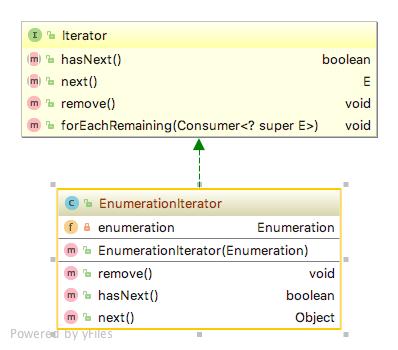 I Iterator
m hasNext() boolean
m next() E
m remove() void
m forEachRemaining(Consumer<? super E>) void
C EnumerationIterator
f enumeration Enumeration
m EnumerationIterator(Enumeration)
m remove() void
m hasNext() boolean
m next() Object
Powered by yFiles